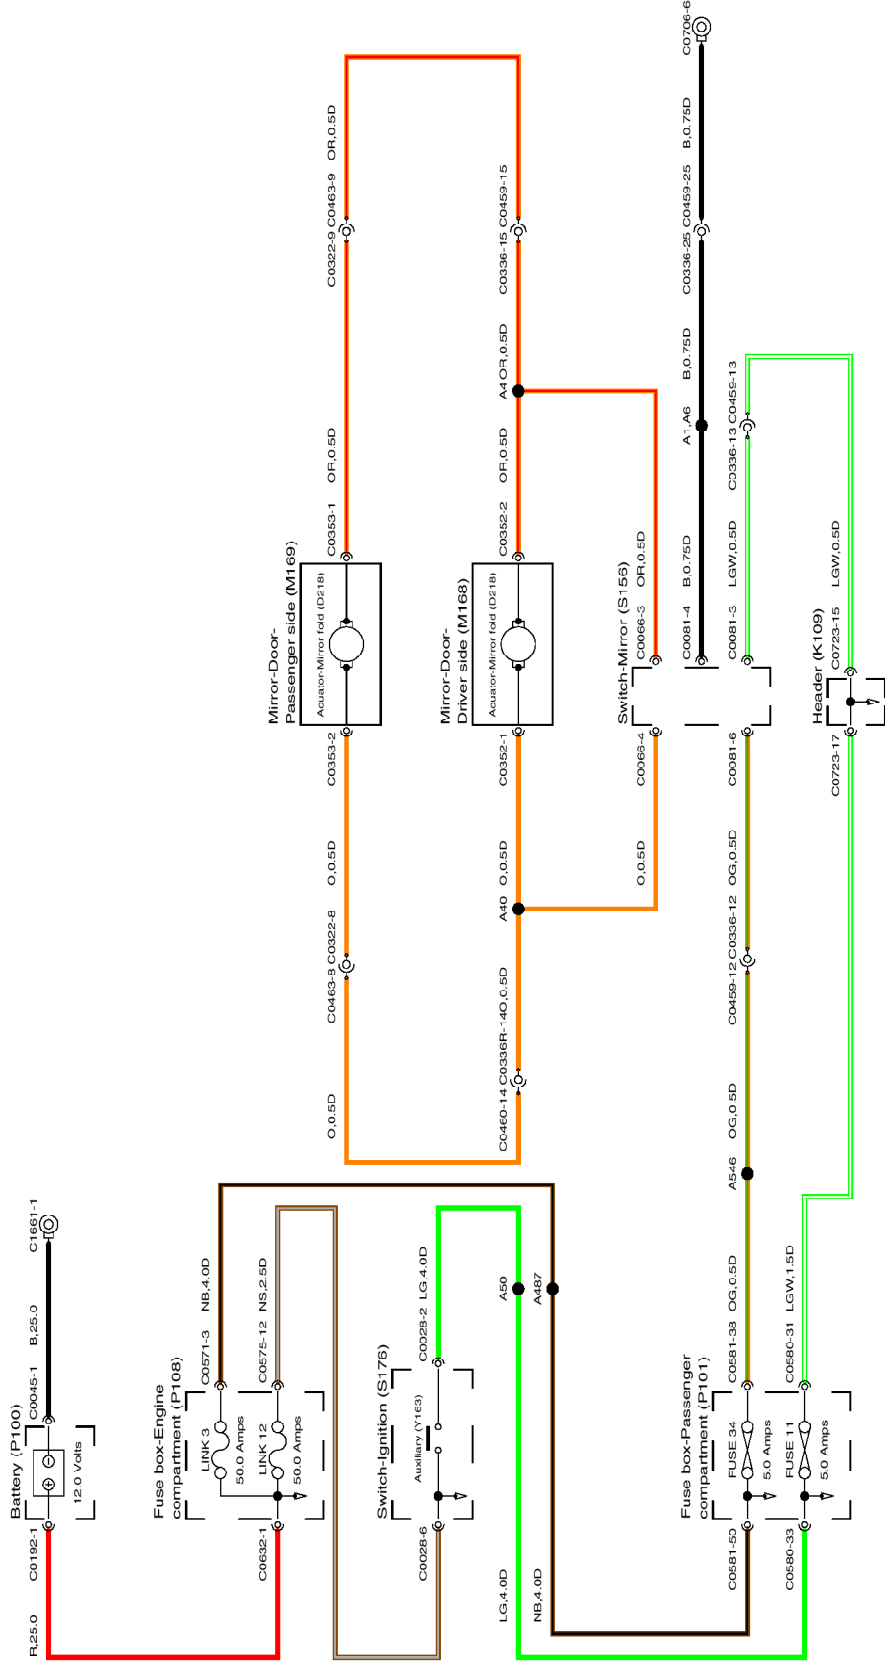 Battery (P100)
C0192-1
R,25.0
12.0 Volts
C0045-1
B,25.0
C1661-1
Fuse box-Engine
compartment (P108)
LINK 3
50.0 Amps
LINK 12
50.0 Amps
C0632-1
C0571-3
NB,4.0D
C0575-12
NS,2.5D
Switch-Ignition (S176)
Auxiliary (Y163)
C0028-6
C0028-2
LG,4.0D
A50
A487
LG,4.0D
NB,4.0D
Fuse box-Passenger
compartment (P101)
FUSE 34
5.0 Amps
FUSE 11
5.0 Amps
C0581-50
C0580-33
C0581-38
OG,0.5D
C0580-31
LGW,1.5D
A546
OG,0.5D
C0459-12
C0336-12
OG,0.5D
C0081-6
Mirror-Door-
Passenger side (M169)
Acuator-Mirror fold (D218)
C0353-2
O,0.5D
C0463-8
C0322-8
O,0.5D
C0353-1
OR,0.5D
C0322-9
C0463-9
OR,0.5D
Mirror-Door-
Driver side (M168)
Acuator-Mirror fold (D218)
C0460-14
C0336R-14
O,0.5D
A40
O,0.5D
C0352-1
C0352-2
OR,0.5D
A4
OR,0.5D
C0336-15
C0459-15
Switch-Mirror (S156)
O,0.5D
C0066-4
C0066-3
OR,0.5D
C0081-4
B,0.75D
A1,A6
B,0.75D
C0336-25
C0459-25
B,0.75D
C0706-6
C0081-3
LGW,0.5D
C0336-13
C0459-13
Header (K109)
C0723-17
C0723-15
LGW,0.5D